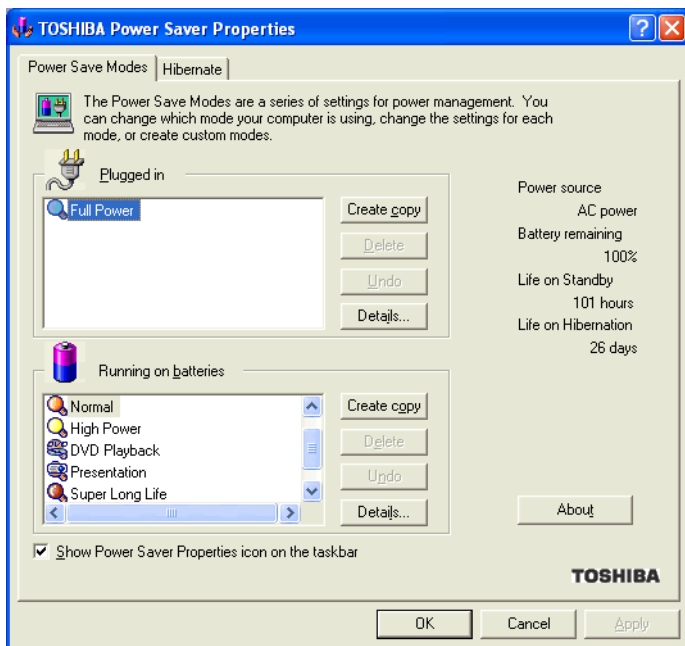 TOSHIBA Power Saver Properties
Power Save Modes
Hibernate
The Power Save Modes are a series of settings for power management. You
can change which mode your computer is using, change the settings for each
mode, or create custom modes.
Plugged in
Full Power
Create copy
Delete
Undo
Details...
Power source
AC power
Battery remaining
100%
Life on Standby
101 hours
Life on Hibernation
26 days
Running on batteries
Normal
High Power
DVD Playback
Presentation
Super Long Life
Create copy
Delete
Undo
Details...
About
Show Power Saver Properties icon on the taskbar
TOSHIBA
OK
Cancel
Apply